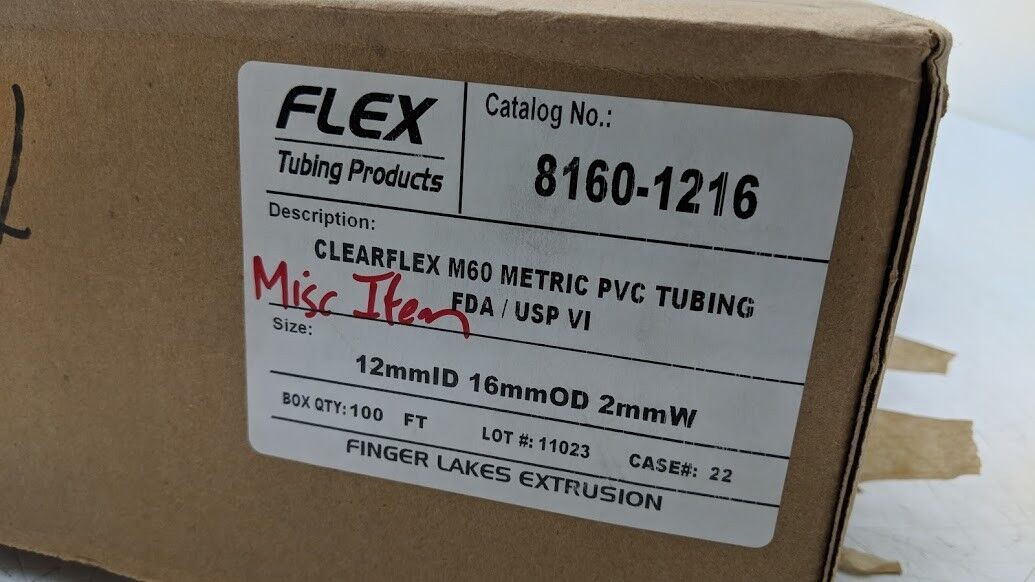 FLEX
Tubing Products
Catalog No.:
8160-1216
Description:
CLEARFLEX M60 METRIC PVC TUBING
FDA / USP VI
Misc Item
Size:
12mmID 16mmOD 2mmW
BOX QTY: 100 FT LOT #: 11023 CASE#: 22
FINGER LAKES EXTRUSION